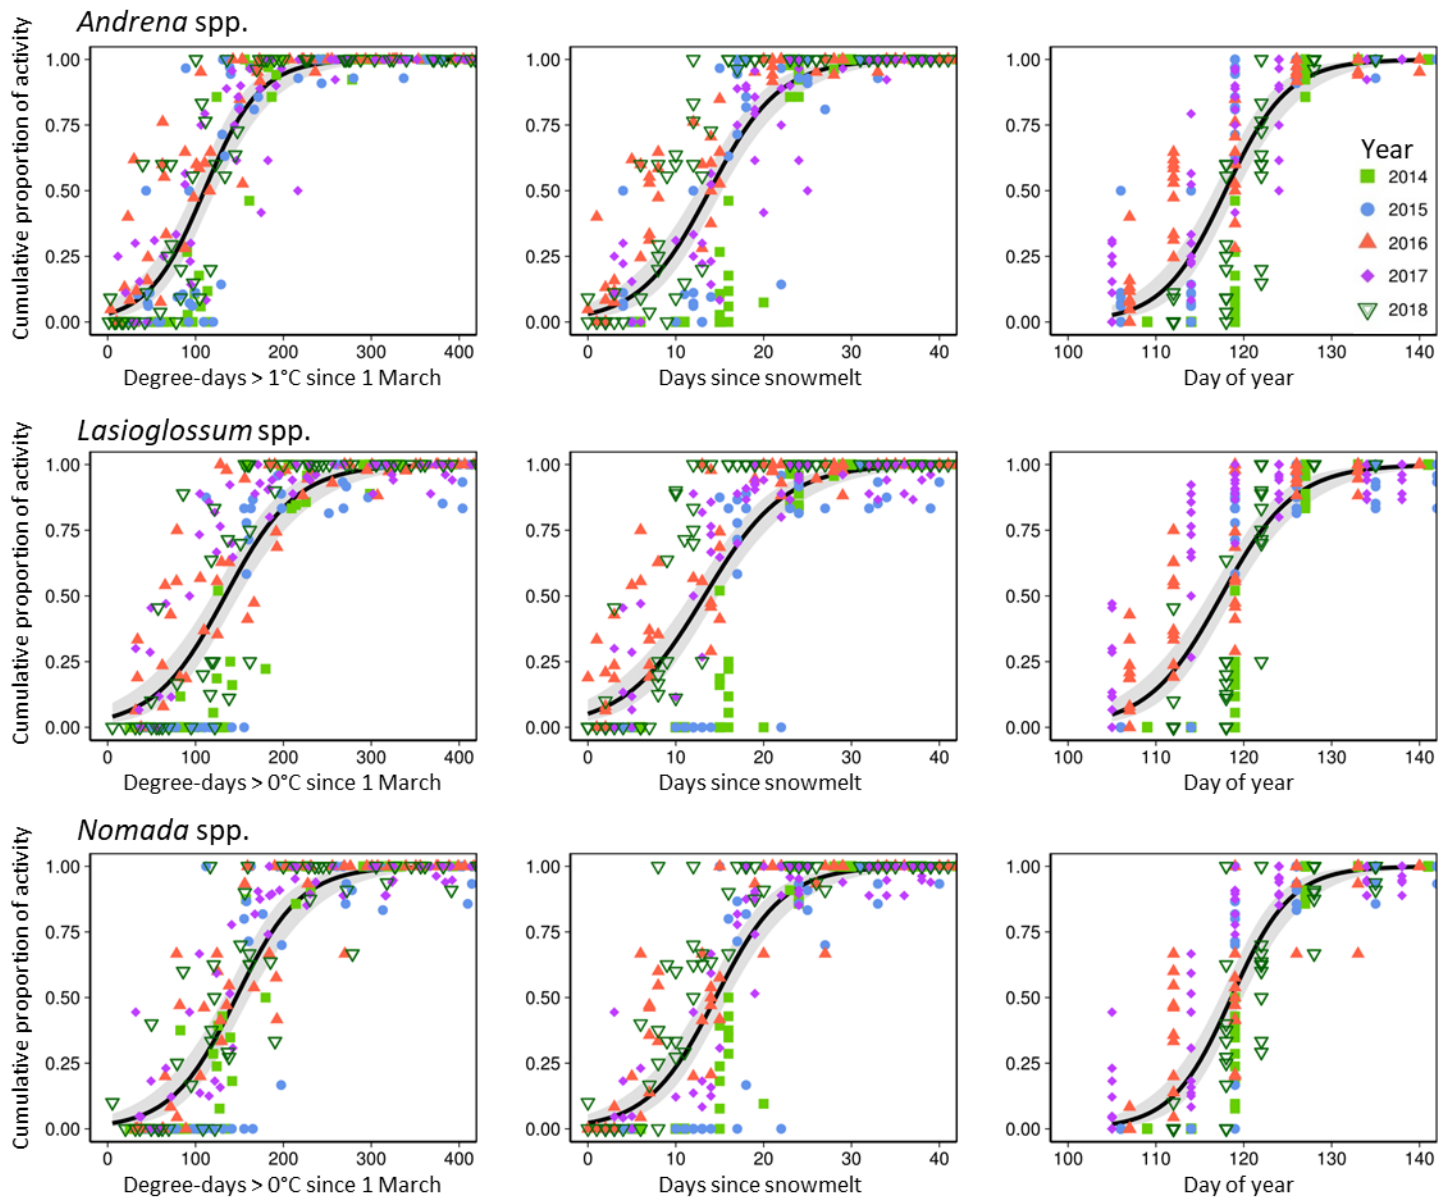 Andrena spp.
Cumulative proportion of activity
1.00
0.75
0.50
0.25
0.00
0 100 200 300 400
Degree-days > 1°C since 1 March
1.00
0.75
0.50
0.25
0.00
0 10 20 30 40
Days since snowmelt
1.00
0.75
0.50
0.25
0.00
100 110 120 130 140
Day of year
Year
2014
2015
2016
2017
2018
Lasioglossum spp.
Cumulative proportion of activity
1.00
0.75
0.50
0.25
0.00
0 100 200 300 400
Degree-days > 0°C since 1 March
1.00
0.75
0.50
0.25
0.00
0 10 20 30 40
Days since snowmelt
1.00
0.75
0.50
0.25
0.00
100 110 120 130 140
Day of year
Nomada spp.
Cumulative proportion of activity
1.00
0.75
0.50
0.25
0.00
0 100 200 300 400
Degree-days > 0°C since 1 March
1.00
0.75
0.50
0.25
0.00
0 10 20 30 40
Days since snowmelt
1.00
0.75
0.50
0.25
0.00
100 110 120 130 140
Day of year